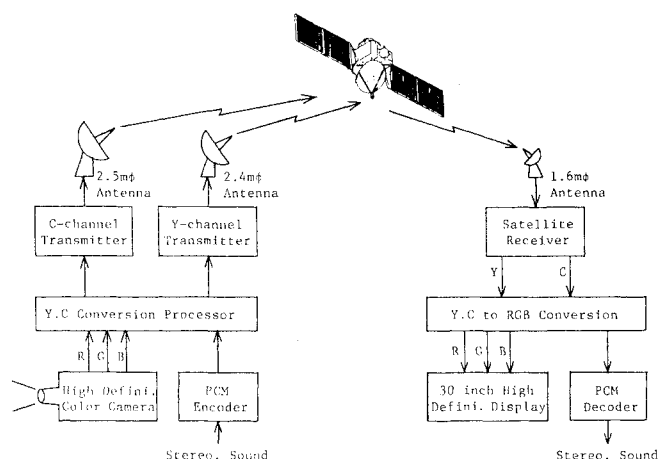 2.5mφ
Antenna
2.4mφ
Antenna
1.6mφ
Antenna
C-channel
Transmitter
Y-channel
Transmitter
Satellite
Receiver
Y
C
Y.C Conversion Processor
Y.C to RGB Conversion
R
G
B
R
G
B
High Defini.
Color Camera
PCM
Encoder
30 inch High
Defini. Display
PCM
Decoder
Stereo. Sound
Stereo. Sound